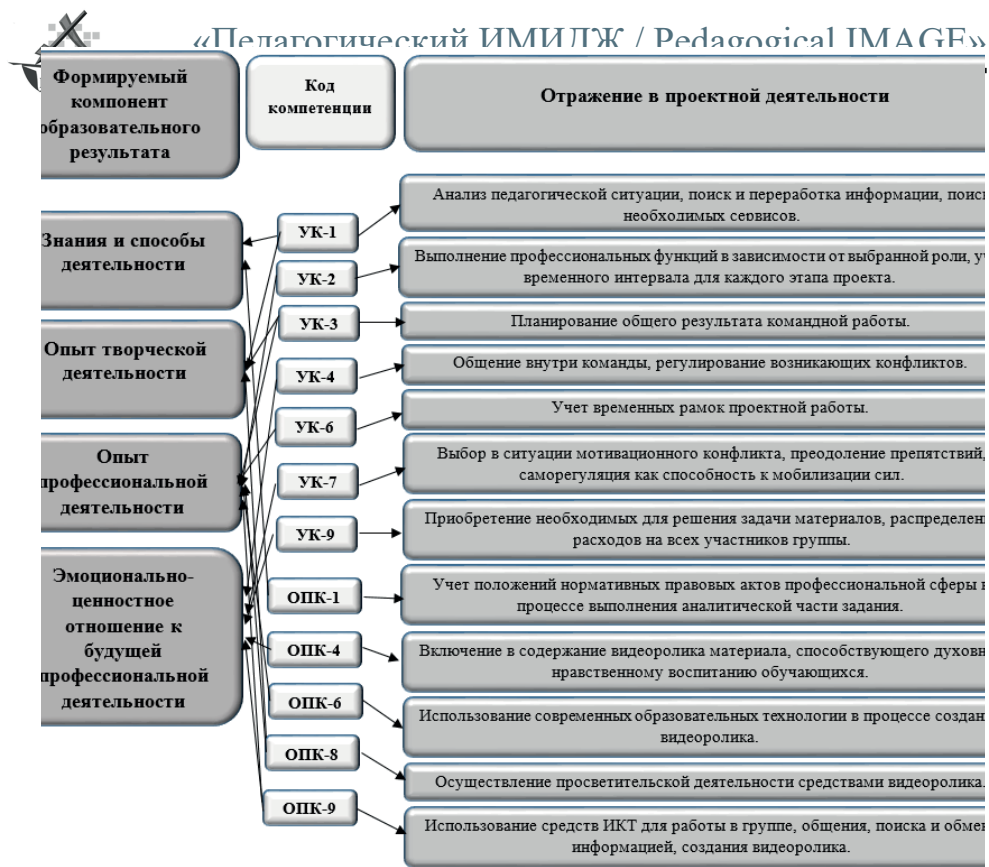 «Педагогический ИМИДЖ / Pedagogical IMAGE»
Формируемый
компонент
образовательного
результата
Код
компетенции
Отражение в проектной деятельности
Знания и способы
деятельности
Опыт творческой
деятельности
Опыт
профессиональной
деятельности
Эмоционально-
ценностное
отношение к
будущей
профессиональной
деятельности
УК-1
Анализ педагогической ситуации, поиск и переработка информации, поиск
необходимых сервисов.
УК-2
Выполнение профессиональных функций в зависимости от выбранной роли,
временного интервала для каждого этапа проекта.
УК-3
Планирование общего результата командной работы.
УК-4
Общение внутри команды, регулирование возникающих конфликтов.
УК-6
Учет временных рамок проектной работы.
УК-7
Выбор в ситуации мотивационного конфликта, преодоление препятствий,
саморегуляция как способность к мобилизации сил.
УК-9
Приобретение необходимых для решения задачи материалов,
расходов на всех участников группы.
ОПК-1
Учет положений нормативных правовых актов профессиональной сферы в
процессе выполнения аналитической части задания.
ОПК-4
Включение в содержание видеоролика материала, способствующего
нравственному воспитанию обучающихся.
ОПК-6
Использование современных образовательных технологии в процессе
видеоролика.
ОПК-8
Осуществление просветительской деятельности средствами видеоролика.
ОПК-9
Использование средств ИКТ для работы в группе, общения, поиска и
информацией, создания видеоролика.